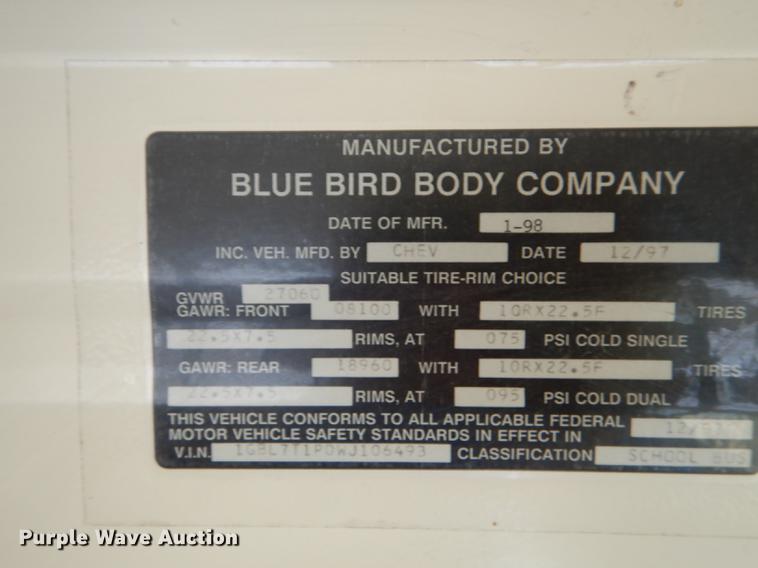 MANUFACTURED BY
BLUE BIRD BODY COMPANY
DATE OF MFR. 1-98
INC. VEH. MFD. BY CHEV DATE 12/97
SUITABLE TIRE-RIM CHOICE
GVWR 27060
GAWR: FRONT 08100 WITH 10RX22.5F TIRES
22.5X7.5 RIMS, AT 075 PSI COLD SINGLE
GAWR: REAR 18960 WITH 10RX22.5F TIRES
22.5X7.5 RIMS, AT 095 PSI COLD DUAL
THIS VEHICLE CONFORMS TO ALL APPLICABLE FEDERAL
MOTOR VEHICLE SAFETY STANDARDS IN EFFECT IN
V.I.N. 1GBL7T1P0WJ106493 CLASSIFICATION SCHOOL BUS
Purple Wave Auction